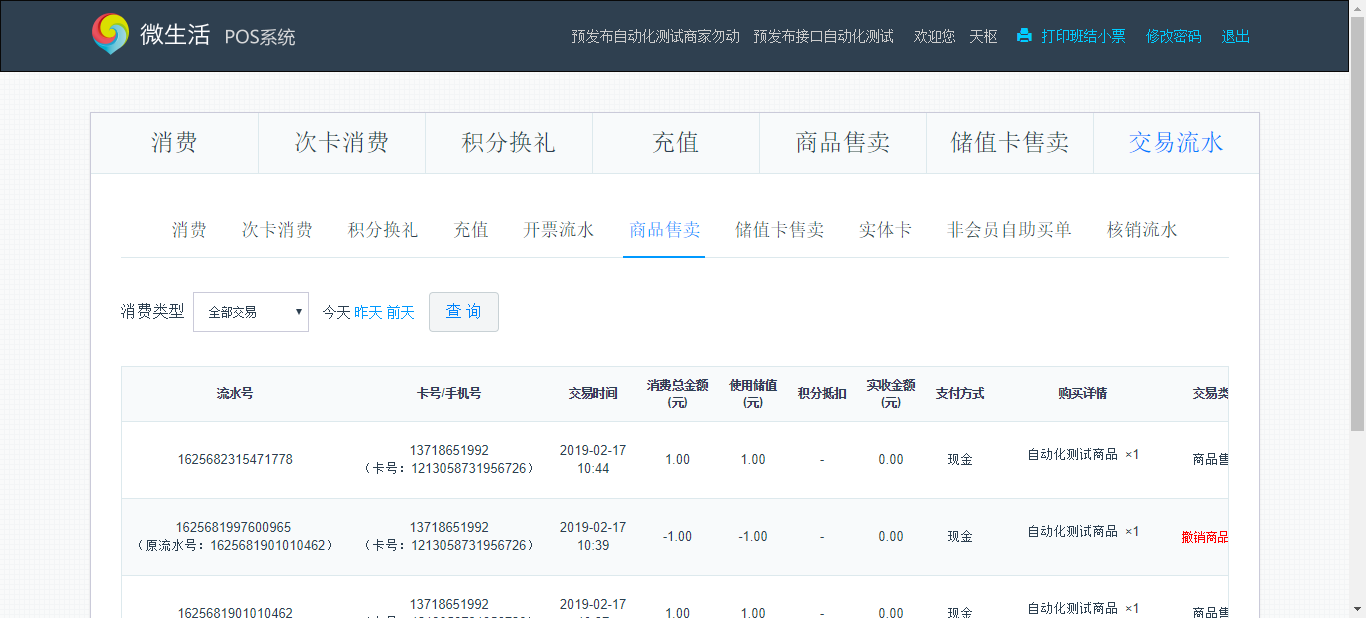 微生活 POS系统 预发布自动化测试商家勿动 预发布接口自动化测试 欢迎您 天枢 打印班结小票 修改密码 退出
消费 次卡消费 积分换礼 充值 商品售卖 储值卡售卖 交易流水
消费 次卡消费 积分换礼 充值 开票流水 商品售卖 储值卡售卖 实体卡 非会员自助买单 核销流水
消费类型 全部交易 今天 昨天 前天 查 询
流水号 卡号/手机号 交易时间 消费总金额(元) 使用储值(元) 积分抵扣 实收金额(元) 支付方式 购买详情 交易类
1625682315471778 13718651992 (卡号：1213058731956726) 2019-02-17 10:44 1.00 1.00 - 0.00 现金 自动化测试商品 ×1 商品售
1625681997600965 (原流水号：1625681901010462) 13718651992 (卡号：1213058731956726) 2019-02-17 10:39 -1.00 -1.00 - 0.00 现金 自动化测试商品 ×1 撤销商品
1625681901010462 13718651992 2019-02-17 1.00 1.00 - 0.00 现金 自动化测试商品 ×1 商品售